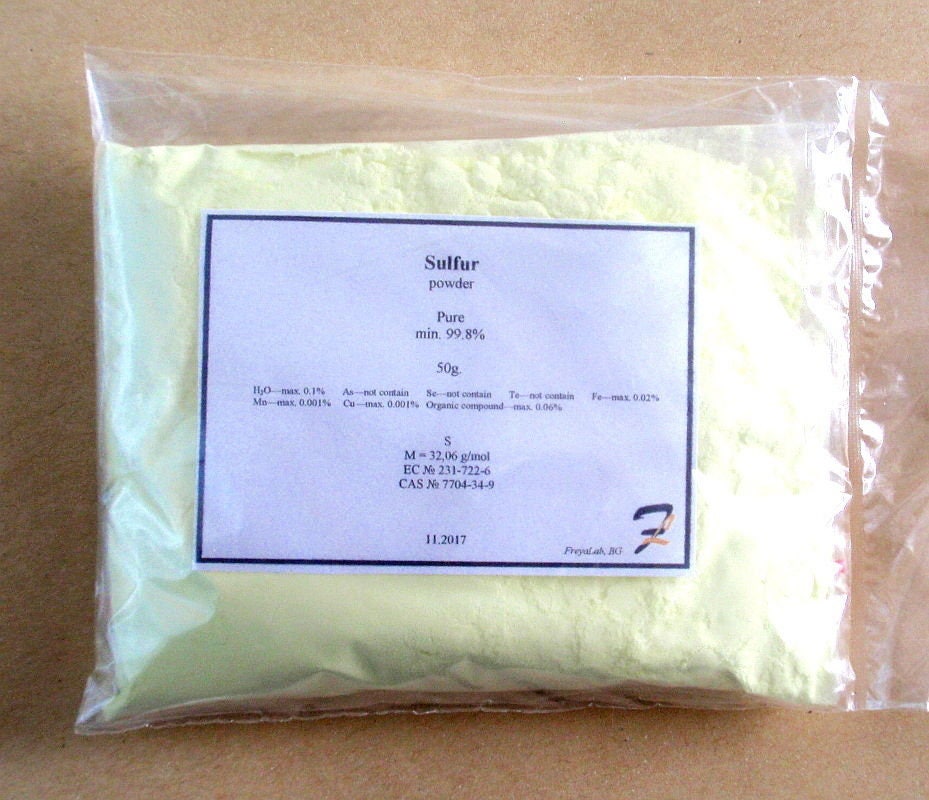 Sulfur
powder
Pure
min. 99.8%
50g.
H₂O—max. 0.1% As—not contain Se—not contain Te—not contain Fe—max. 0.02%
Mn—max. 0.001% Cu—max. 0.001% Organic compound—max. 0.06%
S
M = 32,06 g/mol
EC № 231-722-6
CAS № 7704-34-9
11.2017
FreyaLab, BG